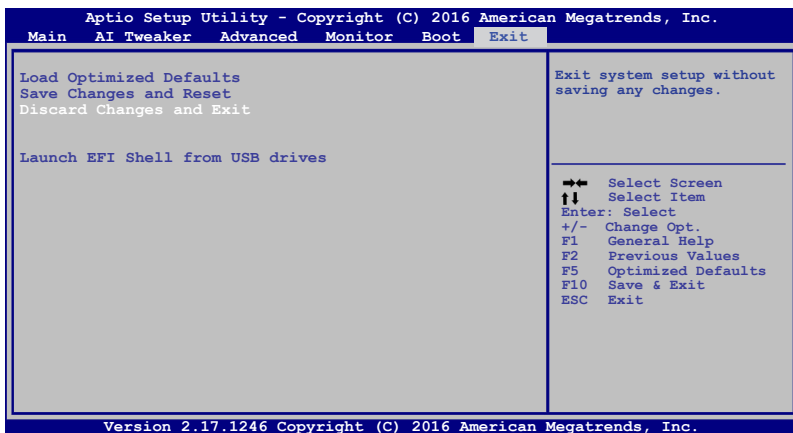 Aptio Setup Utility - Copyright (C) 2016 American Megatrends, Inc.
Main AI Tweaker Advanced Monitor Boot Exit
Load Optimized Defaults
Save Changes and Reset
Discard Changes and Exit
Launch EFI Shell from USB drives
Exit system setup without
saving any changes.
→← Select Screen
↑↓ Select Item
Enter: Select
+/- Change Opt.
F1 General Help
F2 Previous Values
F5 Optimized Defaults
F10 Save & Exit
ESC Exit
Version 2.17.1246 Copyright (C) 2016 American Megatrends, Inc.